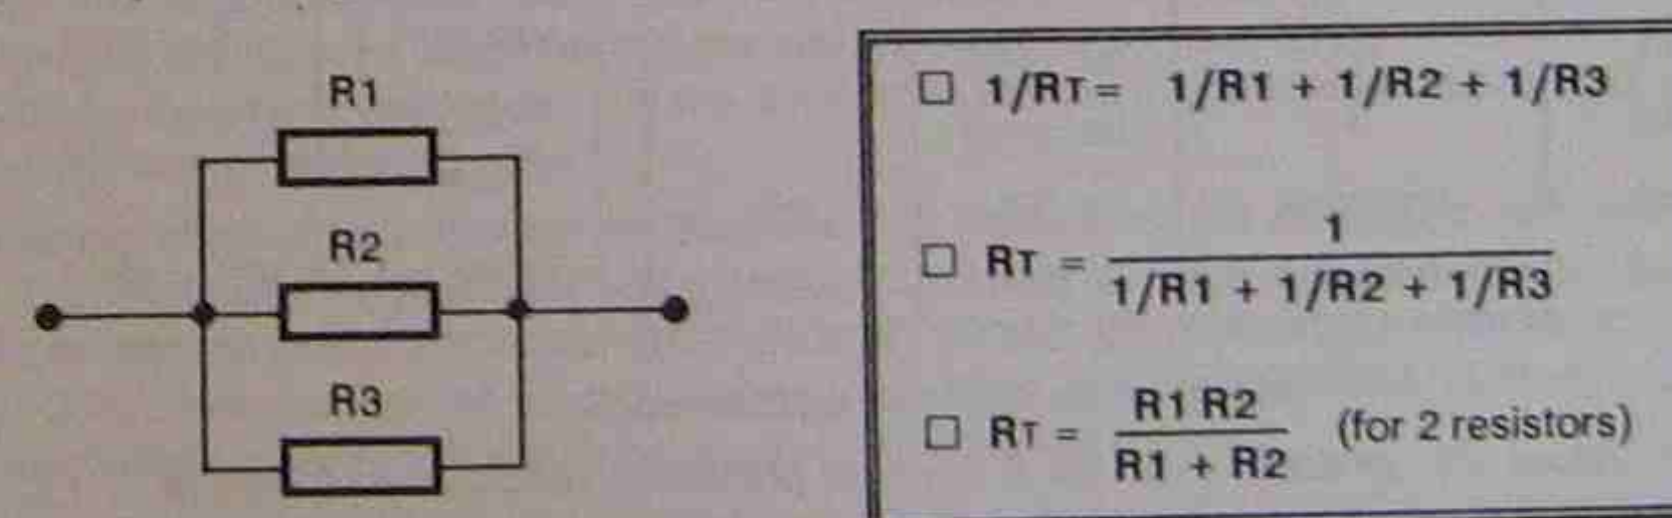 R1
R2
R3
□ 1/RT = 1/R1 + 1/R2 + 1/R3
1
□ RT =
1/R1 + 1/R2 + 1/R3
R1 R2
□ RT = (for 2 resistors)
R1 + R2